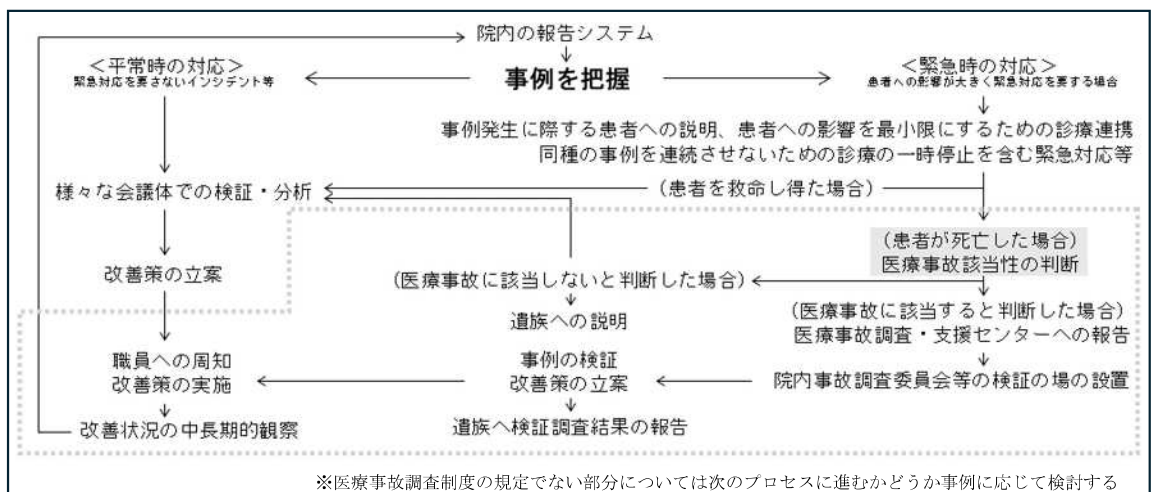 院内の報告システム
事例を把握
＜平常時の対応＞
緊急対応を要さないインシデント等
＜緊急時の対応＞
患者への影響が大きく緊急対応を要する場合
事例発生に際する患者への説明、患者への影響を最小限にするための診療連携
同種の事例を連続させないための診療の一時停止を含む緊急対応等
様々な会議体での検証・分析
（患者を救命し得た場合）
（患者が死亡した場合）
医療事故該当性の判断
改善策の立案
（医療事故に該当しないと判断した場合）
遺族への説明
（医療事故に該当すると判断した場合）
医療事故調査・支援センターへの報告
職員への周知
改善策の実施
事例の検証
改善策の立案
院内事故調査委員会等の検証の場の設置
改善状況の中長期的観察
遺族へ検証調査結果の報告
※医療事故調査制度の規定でない部分については次のプロセスに進むかどうか事例に応じて検討する